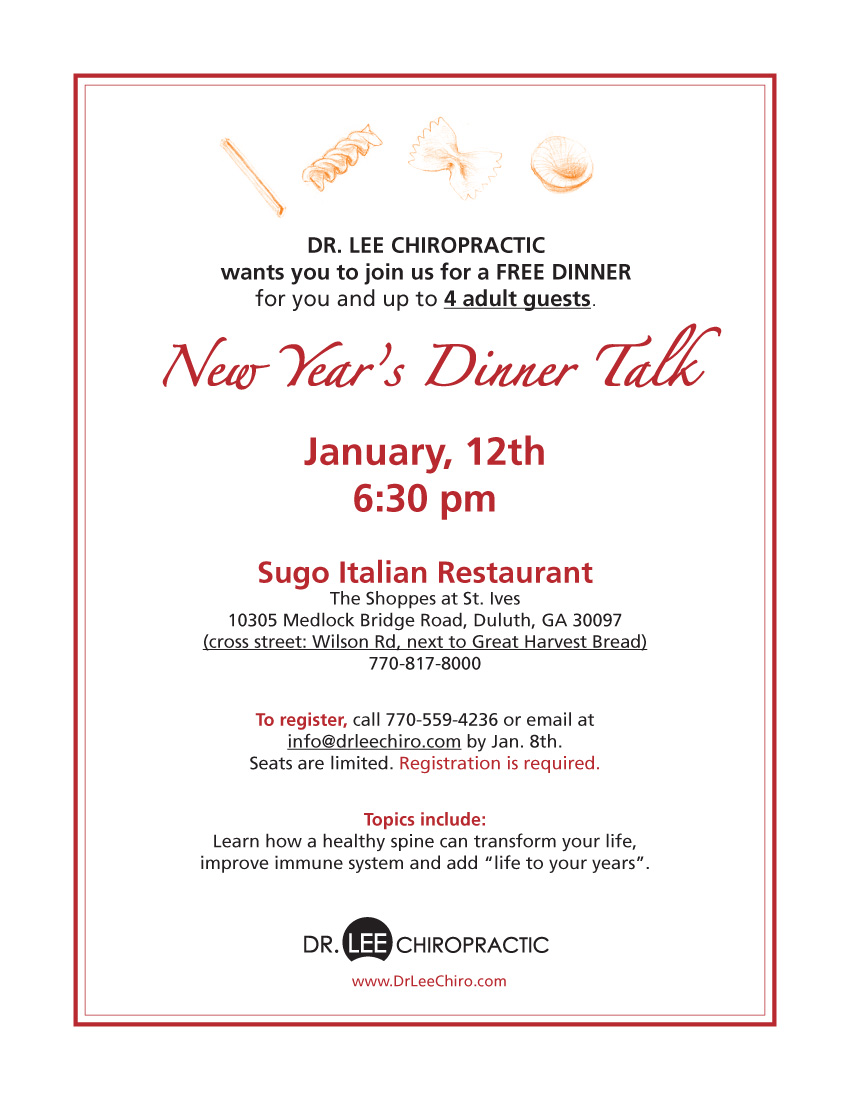 DR. LEE CHIROPRACTIC
wants you to join us for a FREE DINNER
for you and up to 4 adult guests.
New Year's Dinner Talk
January, 12th
6:30 pm
Sugo Italian Restaurant
The Shoppes at St. Ives
10305 Medlock Bridge Road, Duluth, GA 30097
(cross street: Wilson Rd, next to Great Harvest Bread)
770-817-8000
To register, call 770-559-4236 or email at
info@drleechiro.com by Jan. 8th.
Seats are limited. Registration is required.
Topics include:
Learn how a healthy spine can transform your life,
improve immune system and add “life to your years”.
DR. LEE CHIROPRACTIC
www.DrLeeChiro.com